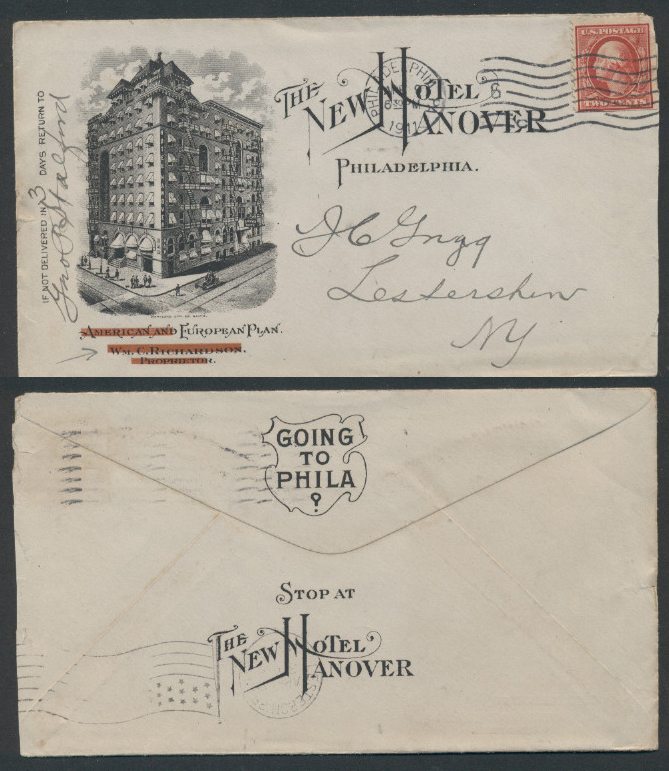 IF NOT DELIVERED IN 3 DAYS RETURN TO
THE
NEW HOTEL
HANOVER
PHILADELPHIA.
U.S. POSTAGE
TWO CENTS
PHILADELPHIA
1911
AMERICAN AND EUROPEAN PLAN.
WM. C. RICHARDSON.
PROPRIETOR.
Lestershire
NY
GOING
TO
PHILA
?
STOP AT
THE
NEW HOTEL
HANOVER